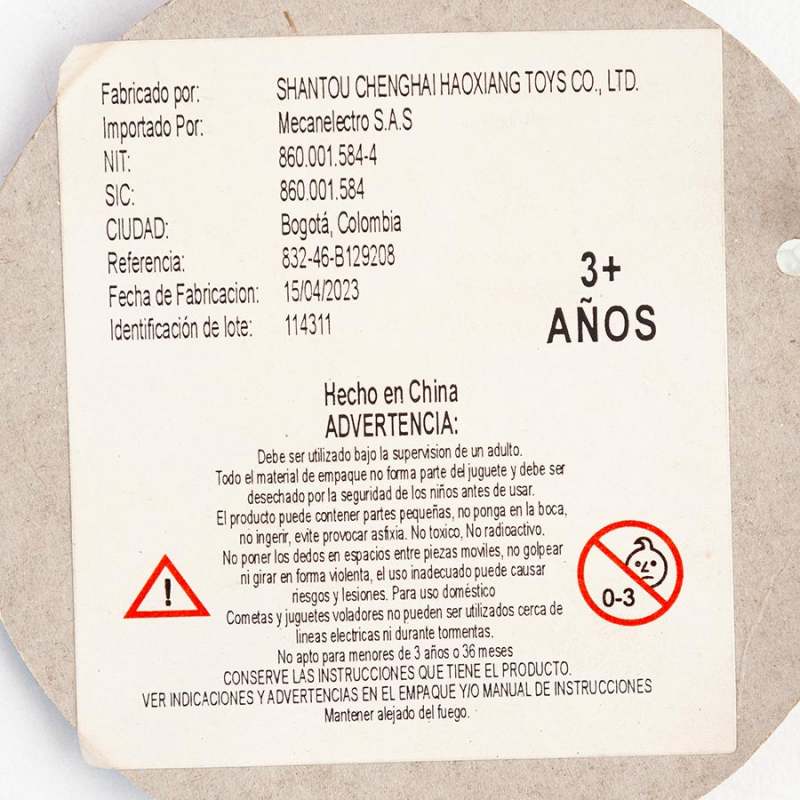 Fabricado por: SHANTOU CHENGHAI HAOXIANG TOYS CO., LTD.
Importado Por: Mecanelectro S.A.S
NIT: 860.001.584-4
SIC: 860.001.584
CIUDAD: Bogotá, Colombia
Referencia: 832-46-B129208
Fecha de Fabricacion: 15/04/2023
Identificación de lote: 114311
3+
AÑOS
Hecho en China
ADVERTENCIA:
Debe ser utilizado bajo la supervision de un adulto.
Todo el material de empaque no forma parte del juguete y debe ser
desechado por la seguridad de los niños antes de usar.
El producto puede contener partes pequeñas, no ponga en la boca,
no ingerir, evite provocar asfixia. No toxico, No radioactivo.
No poner los dedos en espacios entre piezas moviles, no golpear
ni girar en forma violenta, el uso inadecuado puede causar
riesgos y lesiones. Para uso doméstico
Cometas y juguetes voladores no pueden ser utilizados cerca de
lineas electricas ni durante tormentas.
No apto para menores de 3 años o 36 meses
CONSERVE LAS INSTRUCCIONES QUE TIENE EL PRODUCTO.
VER INDICACIONES Y ADVERTENCIAS EN EL EMPAQUE Y/O MANUAL DE INSTRUCCIONES
Mantener alejado del fuego.
!
0-3